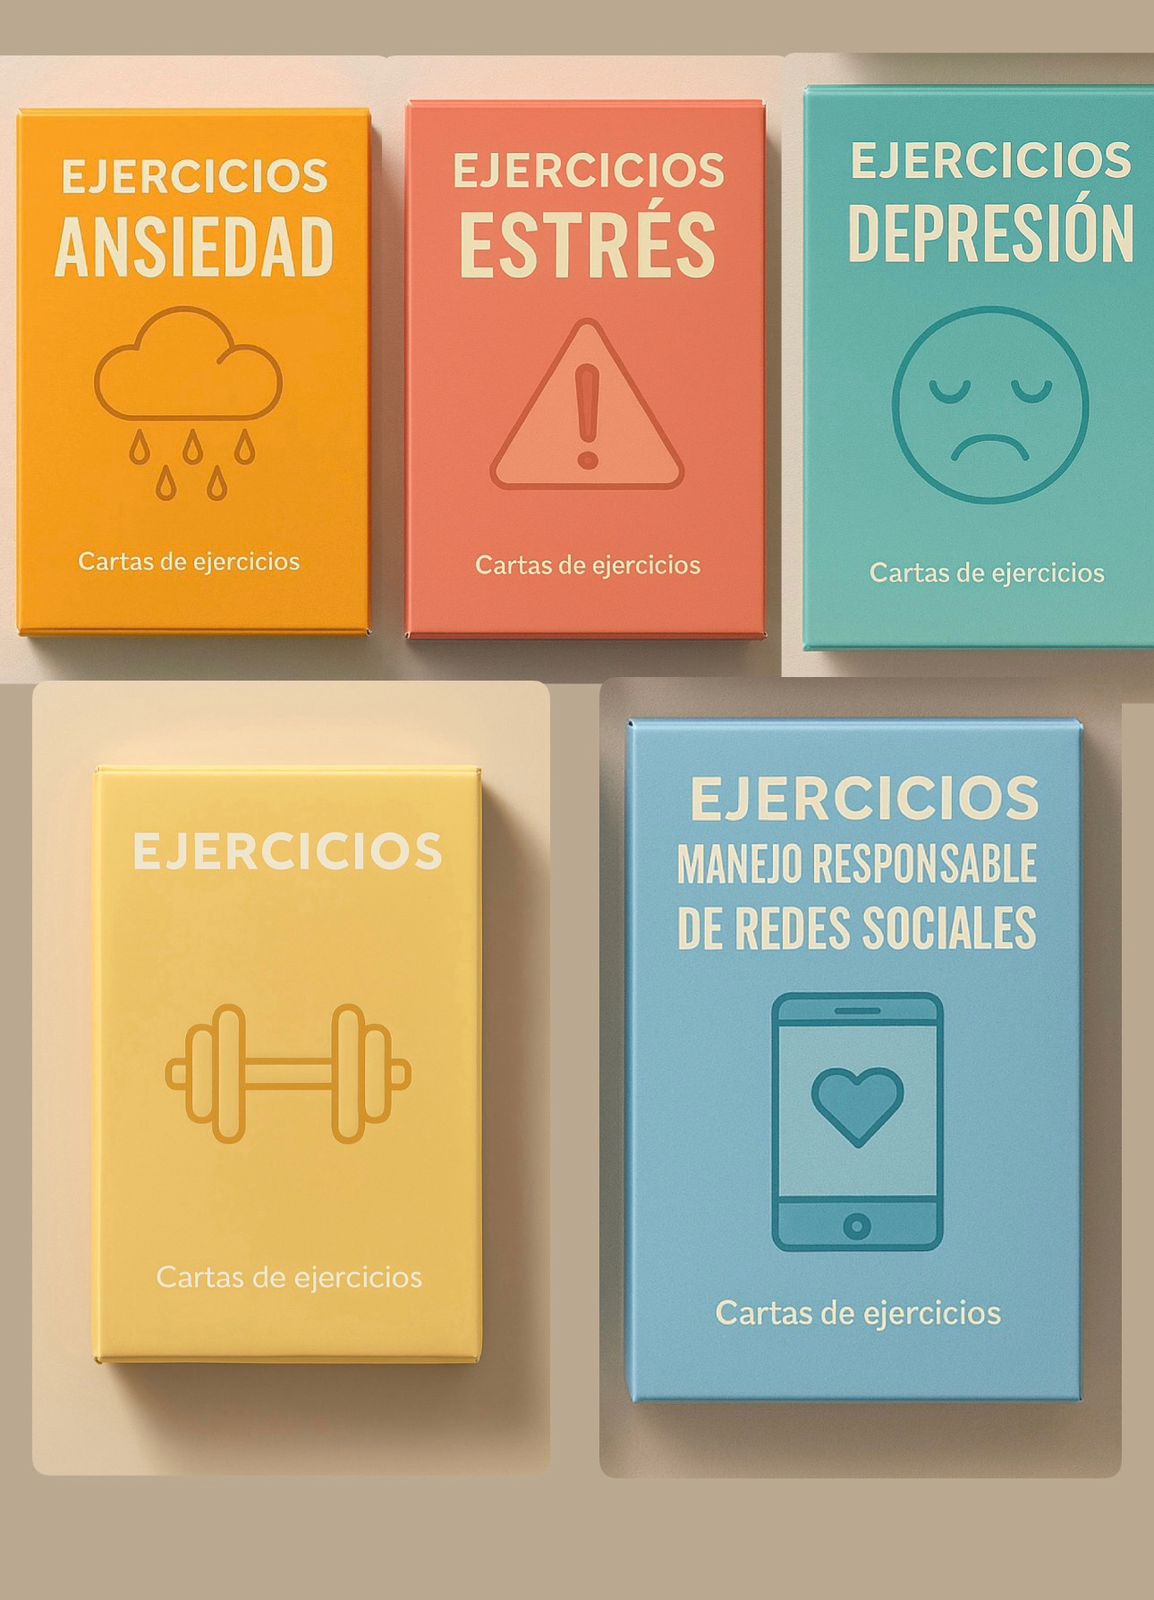 EJERCICIOS
ANSIEDAD
Cartas de ejercicios
EJERCICIOS
ESTRÉS
Cartas de ejercicios
EJERCICIOS
DEPRESIÓN
Cartas de ejercicios
EJERCICIOS
Cartas de ejercicios
EJERCICIOS
MANEJO RESPONSABLE
DE REDES SOCIALES
Cartas de ejercicios